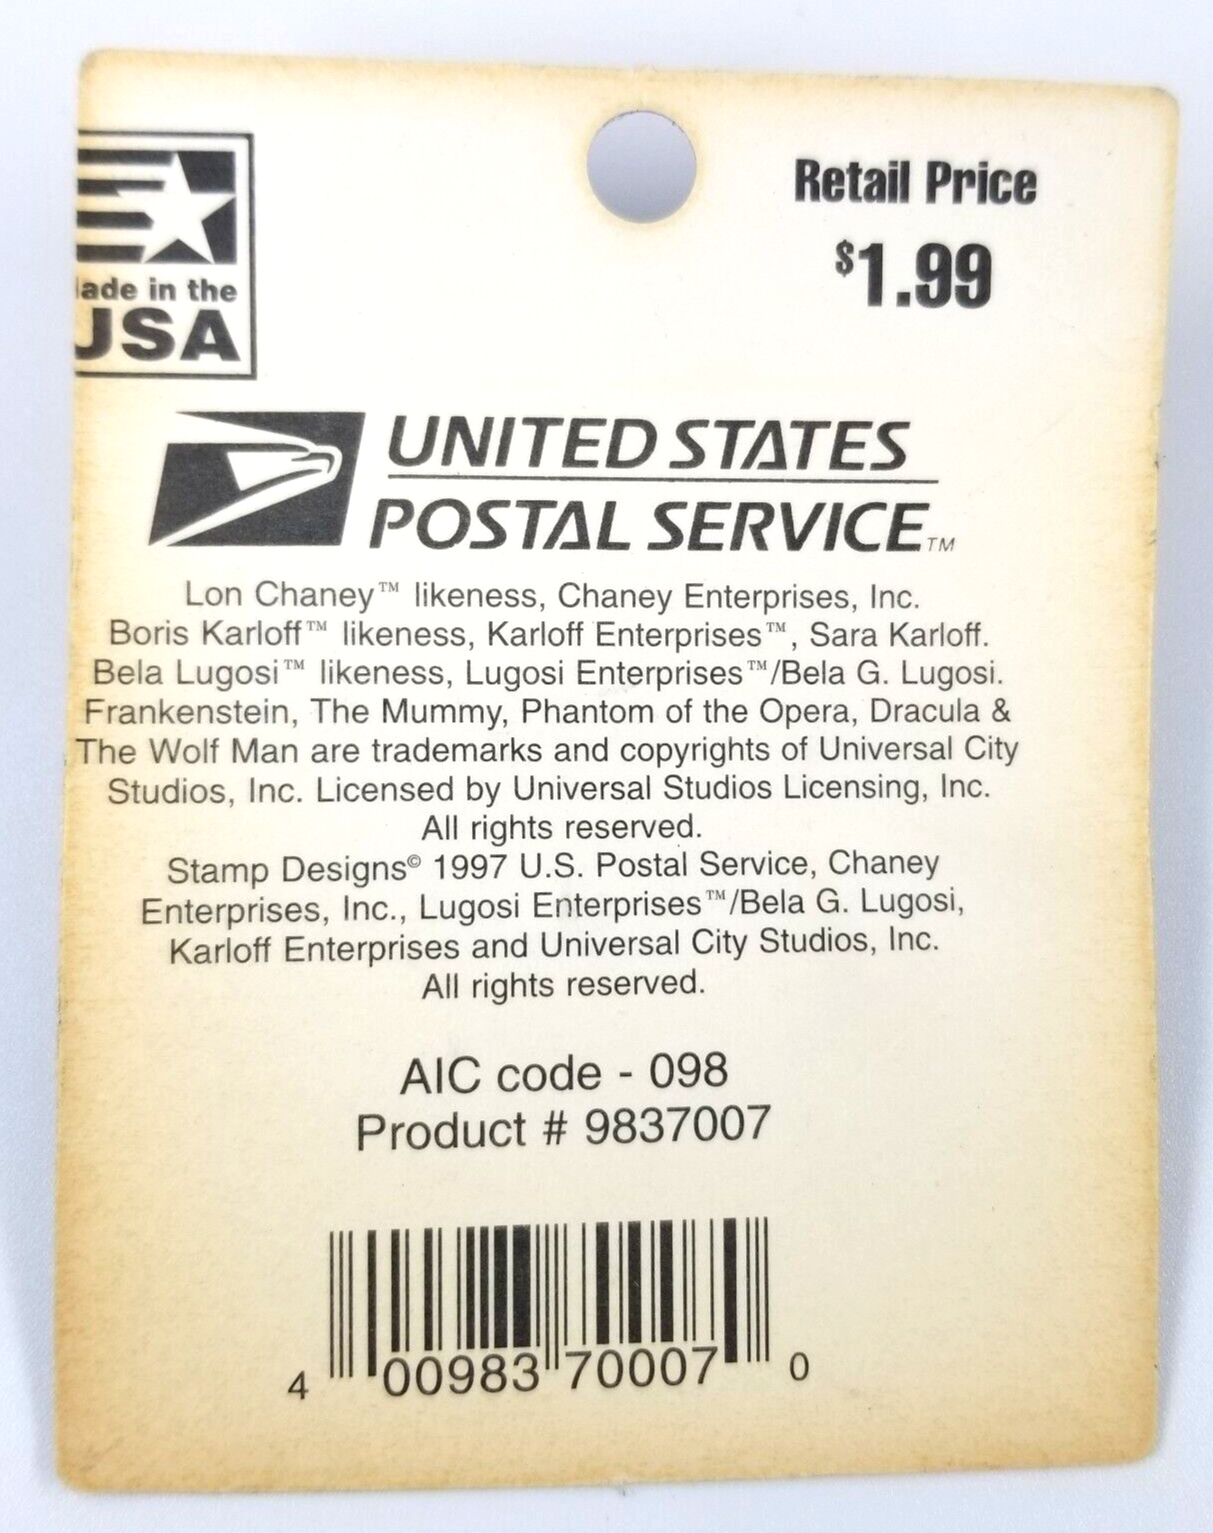 Retail Price
$1.99
ade in the
USA
UNITED STATES
POSTAL SERVICE™
Lon Chaney™ likeness, Chaney Enterprises, Inc.
Boris Karloff™ likeness, Karloff Enterprises™, Sara Karloff.
Bela Lugosi™ likeness, Lugosi Enterprises™/Bela G. Lugosi.
Frankenstein, The Mummy, Phantom of the Opera, Dracula &
The Wolf Man are trademarks and copyrights of Universal City
Studios, Inc. Licensed by Universal Studios Licensing, Inc.
All rights reserved.
Stamp Designs© 1997 U.S. Postal Service, Chaney
Enterprises, Inc., Lugosi Enterprises™/Bela G. Lugosi,
Karloff Enterprises and Universal City Studios, Inc.
All rights reserved.
AIC code - 098
Product # 9837007
4 00983 70007 0